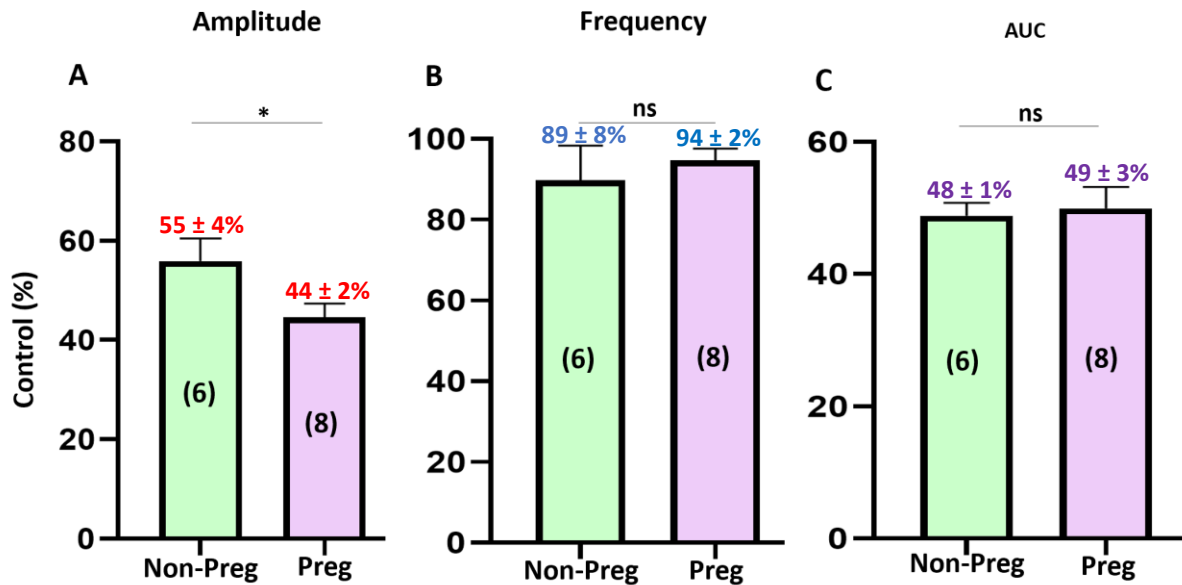 Amplitude
A
*
80
60
40
20
0
Control (%)
55 ± 4%
44 ± 2%
(6)
(8)
Non-Preg
Preg
Frequency
B
ns
100
80
60
40
20
0
89 ± 8%
94 ± 2%
(6)
(8)
Non-Preg
Preg
AUC
C
ns
60
40
20
0
48 ± 1%
49 ± 3%
(6)
(8)
Non-Preg
Preg